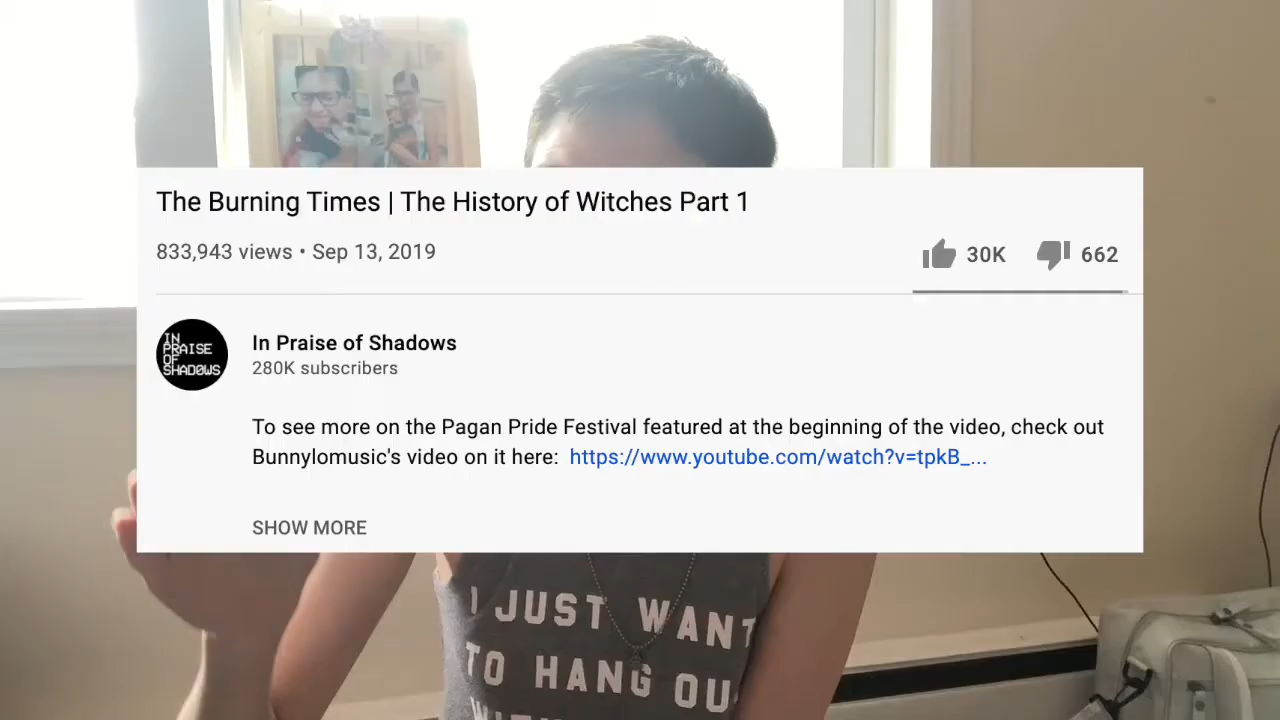 The Burning Times | The History of Witches Part 1
833,943 views • Sep 13, 2019
30K
662
IN
PRAISE
OF
SHADOWS
In Praise of Shadows
280K subscribers
To see more on the Pagan Pride Festival featured at the beginning of the video, check out
Bunnylomusic's video on it here: https://www.youtube.com/watch?v=tpkB_...
SHOW MORE
I JUST WANT
TO HANG OU